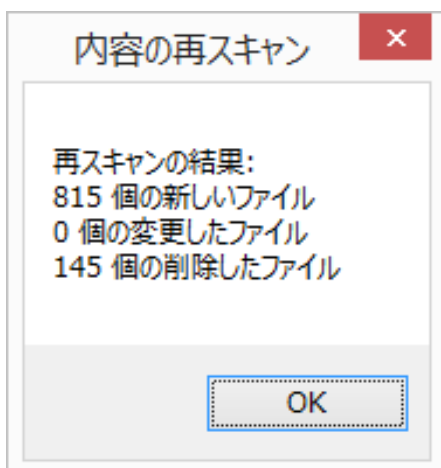 内容の再スキャン
再スキャンの結果:
815 個の新しいファイル
0 個の変更したファイル
145 個の削除したファイル
OK